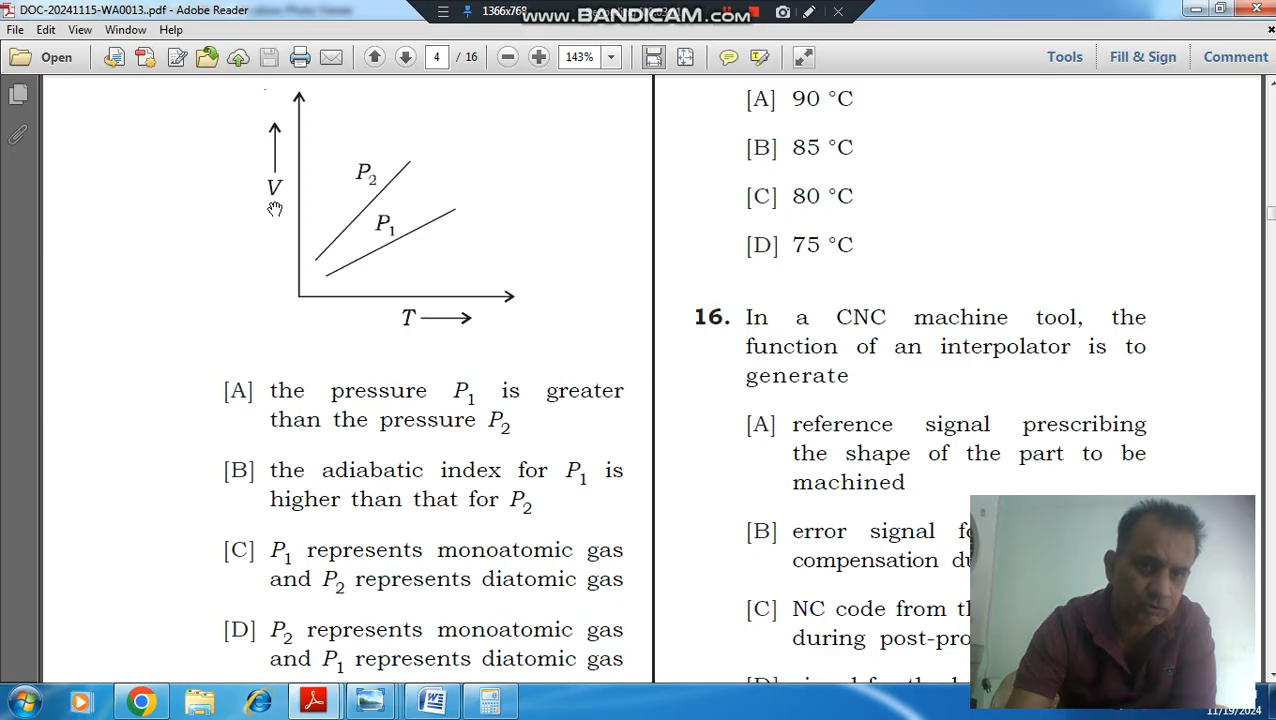 DOC-20241115-WA0013..pdf - Adobe Reader
1366x768
www.BANDICAM.com
File Edit View Window Help
Open
4 / 16
143%
Tools
Fill & Sign
Comment
V
P2
P1
T
[A] the pressure P1 is greater
than the pressure P2
[B] the adiabatic index for P1 is
higher than that for P2
[C] P1 represents monoatomic gas
and P2 represents diatomic gas
[D] P2 represents monoatomic gas
and P1 represents diatomic gas
[A] 90 °C
[B] 85 °C
[C] 80 °C
[D] 75 °C
16. In a CNC machine tool, the
function of an interpolator is to
generate
[A] reference signal prescribing
the shape of the part to be
machined
[B] error signal
compensation
[C] NC code from
during
11/19/2024